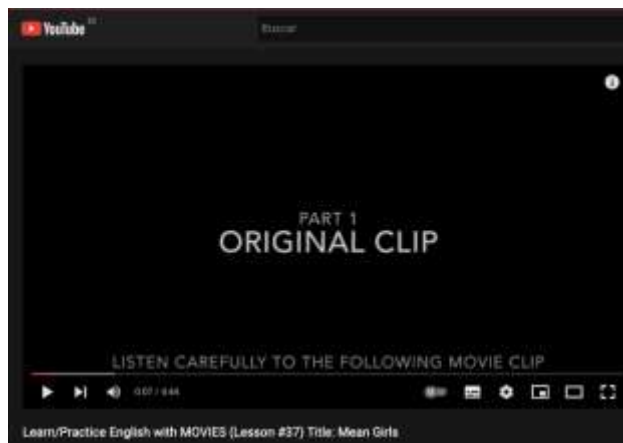 YouTube
Buscar
PART 1
ORIGINAL CLIP
LISTEN CAREFULLY TO THE FOLLOWING MOVIE CLIP
Learn/Practice English with MOVIES (Lesson #37) Title: Mean Girls